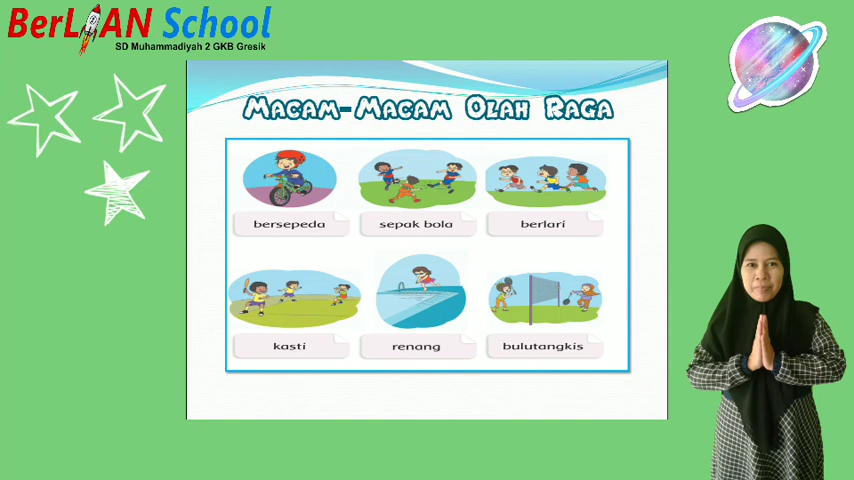 BerLIAN School
SD Muhammadiyah 2 GKB Gresik
Macam-Macam Olah Raga
bersepeda
sepak bola
berlari
kasti
renang
bulutangkis